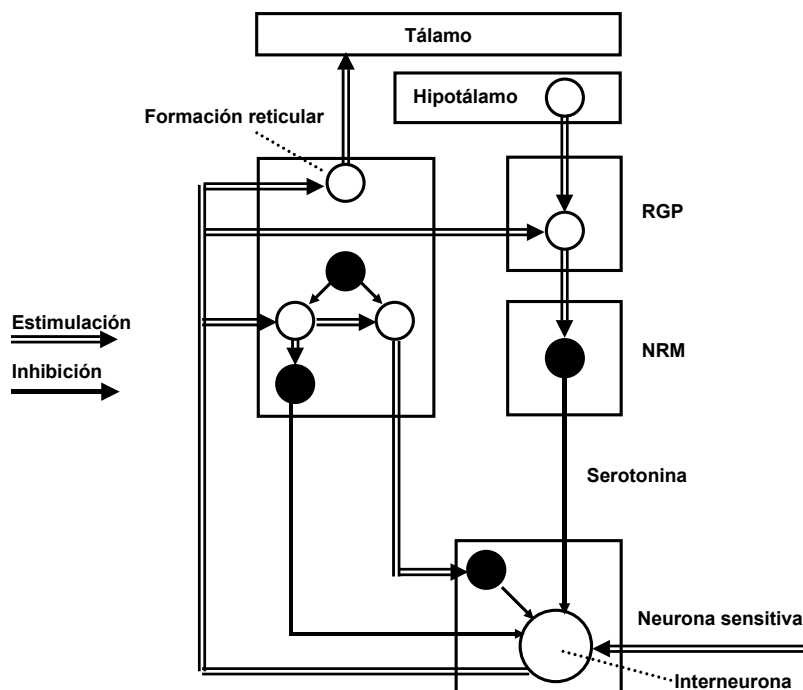 Tálamo
Hipotálamo
Formación reticular
RGP
Estimulación
NRM
Inhibición
Serotonina
Neurona sensitiva
Interneurona